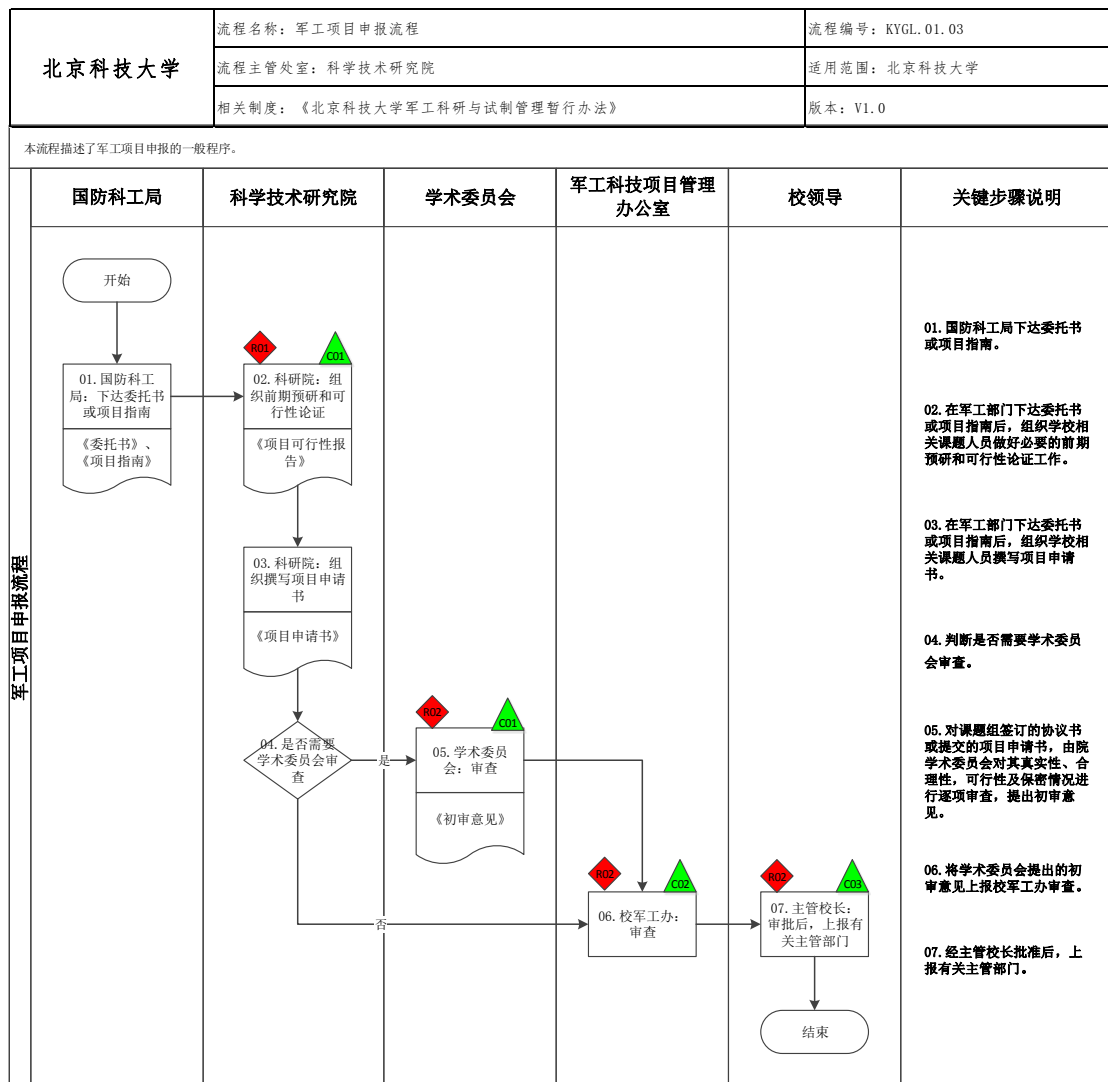 北京科技大学
流程名称：军工项目申报流程
流程编号：KYGL.01.03
流程主管处室：科学技术研究院
适用范围：北京科技大学
相关制度：《北京科技大学军工科研与试制管理暂行办法》
版本：V1.0
本流程描述了军工项目申报的一般程序。
国防科工局
科学技术研究院
学术委员会
军工科技项目管理
办公室
校领导
关键步骤说明
军工项目申报流程
开始
01.国防科工
局：下达委托书
或项目指南
《委托书》、
《项目指南》
R01
C01
02.科研院：组
织前期预研和可
行性论证
《项目可行性报
告》
03.科研院：组
织撰写项目申请
书
《项目申请书》
04.是否需要
学术委员会审
查
是
否
R02
C01
05.学术委员
会：审查
《初审意见》
R02
C02
06.校军工办：
审查
R02
C03
07.主管校长：
审批后，上报有
关主管部门
结束
01.国防科工局下达委托书
或项目指南。
02.在军工部门下达委托书
或项目指南后，组织学校相
关课题人员做好必要的前期
预研和可行性论证工作。
03.在军工部门下达委托书
或项目指南后，组织学校相
关课题人员撰写项目申请
书。
04.判断是否需要学术委员
会审查。
05.对课题组签订的协议书
或提交的项目申请书，由院
学术委员会对其真实性、合
理性，可行性及保密情况进
行逐项审查，提出初审意
见。
06.将学术委员会提出的初
审意见上报校军工办审查。
07.经主管校长批准后，上
报有关主管部门。